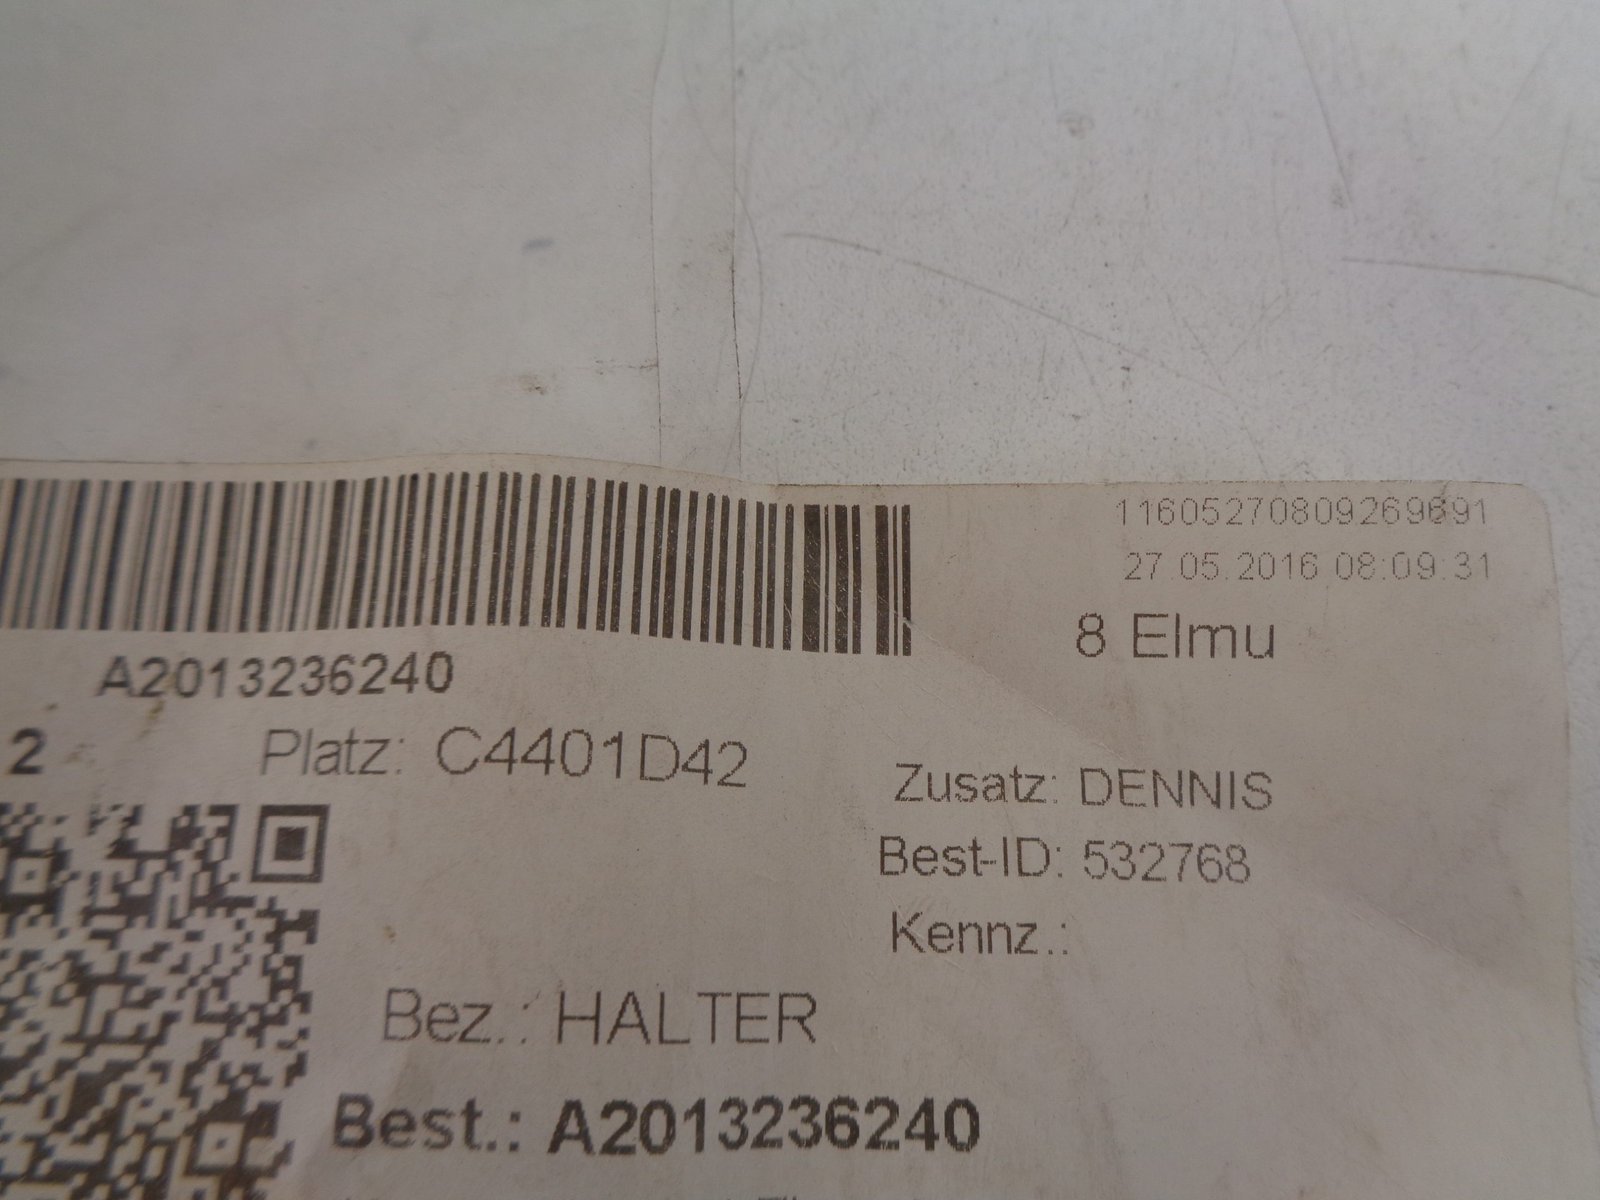 11605270809269691
27.05.2016 08:09:31
8 Elmu
A2013236240
2
Platz: C4401D42
Zusatz: DENNIS
Best-ID: 532768
Kennz.:
Bez.: HALTER
Best.: A2013236240